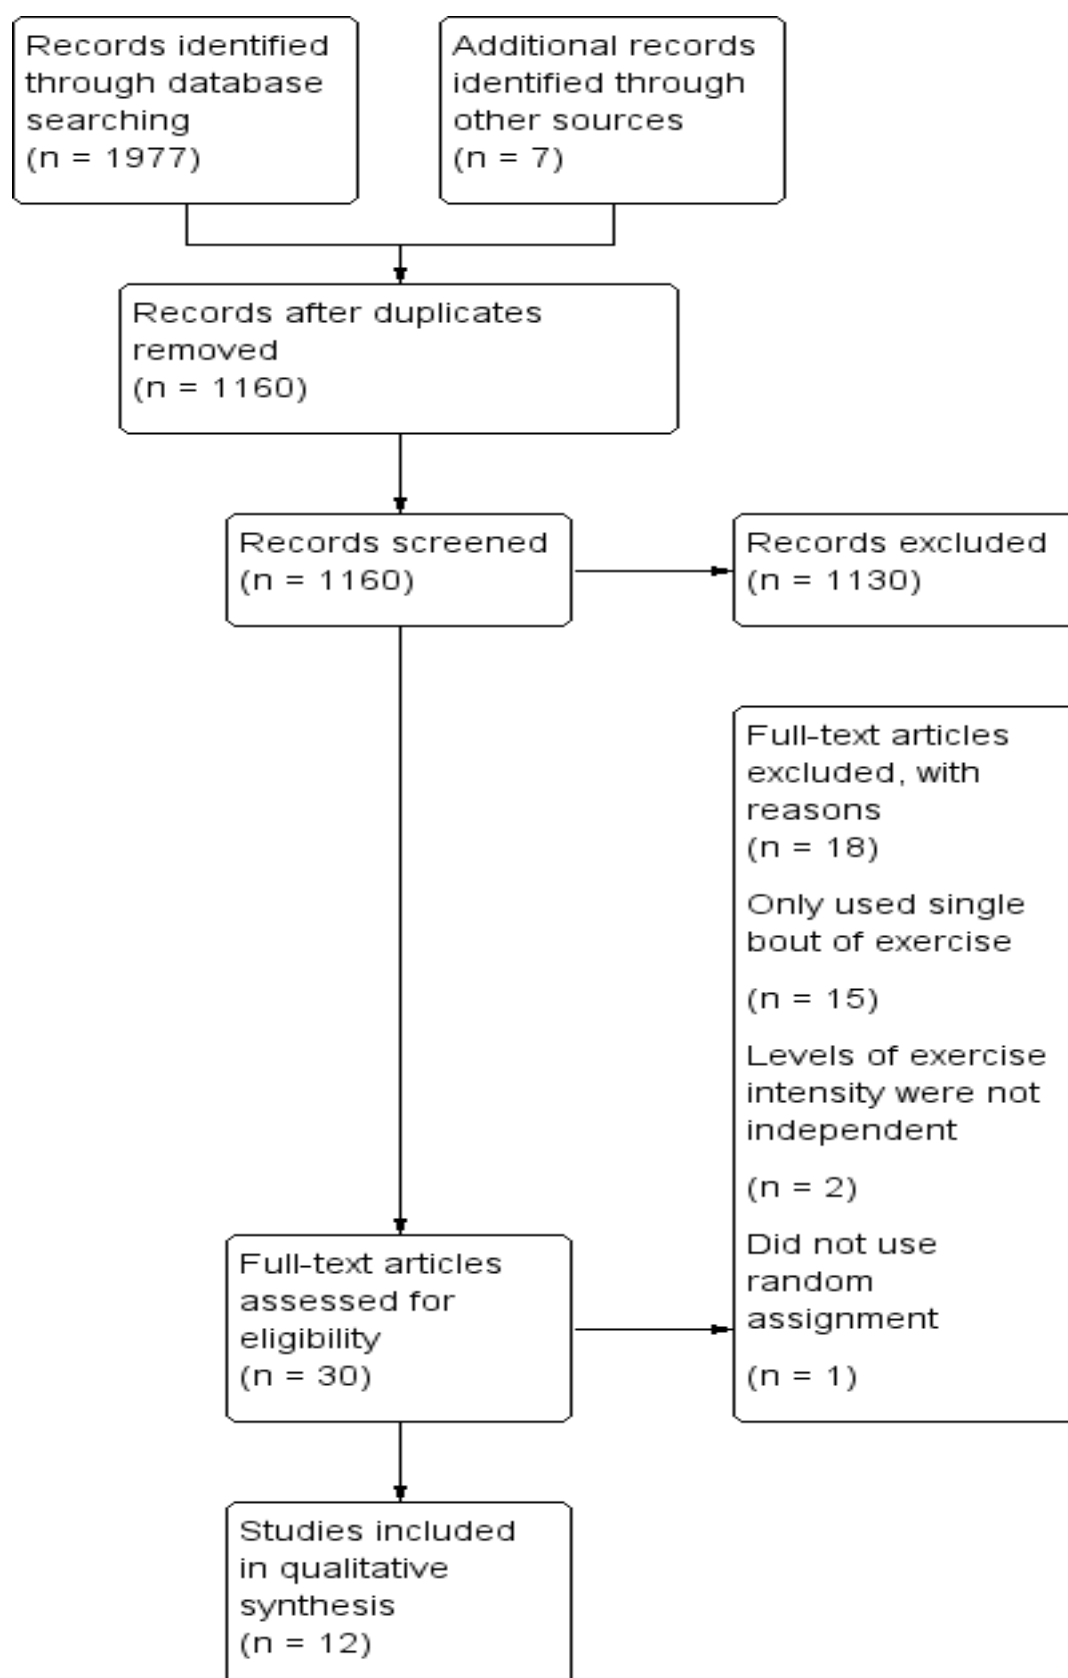 Records identified
through database
searching
(n = 1977)
Additional records
identified through
other sources
(n = 7)
Records after duplicates
removed
(n = 1160)
Records screened
(n = 1160)
Records excluded
(n = 1130)
Full-text articles
excluded, with
reasons
(n = 18)
Only used single
bout of exercise
(n = 15)
Levels of exercise
intensity were not
independent
(n = 2)
Did not use
random
assignment
(n = 1)
Full-text articles
assessed for
eligibility
(n = 30)
Studies included
in qualitative
synthesis
(n = 12)